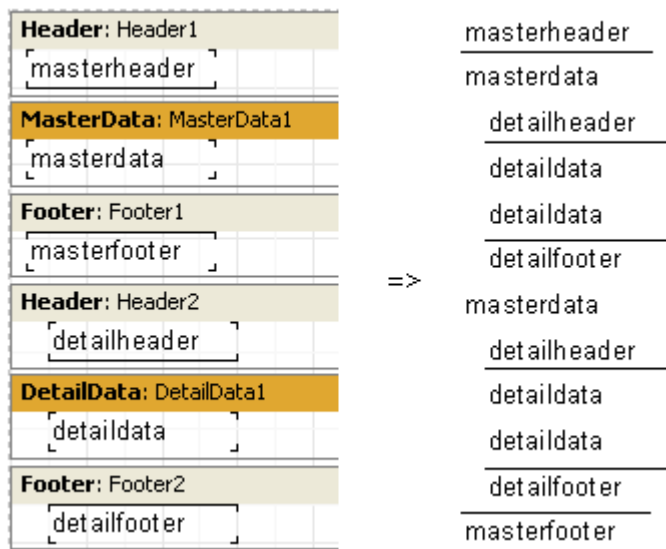 Header: Header1
masterheader
MasterData: MasterData1
masterdata
Footer: Footer1
masterfooter
Header: Header2
detailheader
DetailData: DetailData1
detaildata
Footer: Footer2
detailfooter
=>
masterheader
masterdata
detailheader
detaildata
detaildata
detailfooter
masterdata
detailheader
detaildata
detaildata
detailfooter
masterfooter